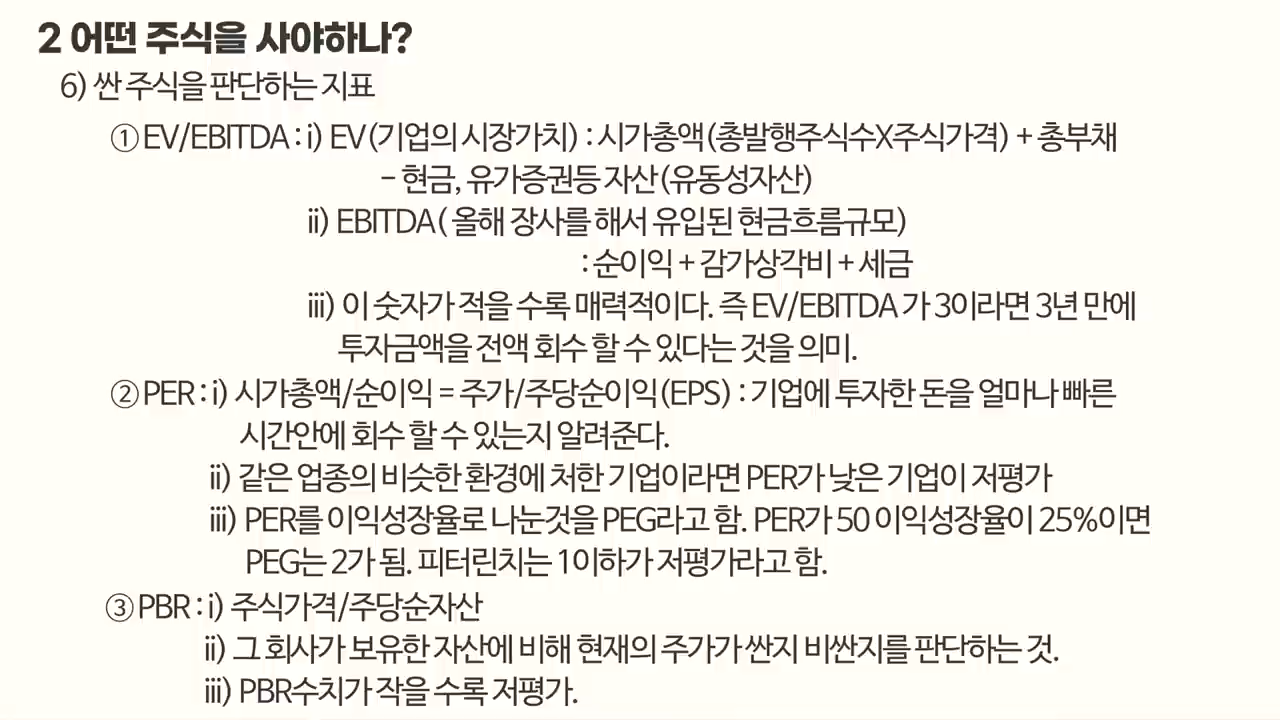 2 어떤 주식을 사야하나?
6) 싼 주식을 판단하는 지표
① EV/EBITDA : i) EV(기업의 시장가치) : 시가총액(총발행주식수X주식가격) + 총부채
- 현금, 유가증권등 자산(유동성자산)
ii) EBITDA( 올해 장사를 해서 유입된 현금흐름규모)
: 순이익 + 감가상각비 + 세금
iii) 이 숫자가 적을 수록 매력적이다. 즉 EV/EBITDA 가 3이라면 3년 만에
투자금액을 전액 회수 할 수 있다는 것을 의미.
② PER : i) 시가총액/순이익 = 주가/주당순이익(EPS) : 기업에 투자한 돈을 얼마나 빠른
시간안에 회수 할 수 있는지 알려준다.
ii) 같은 업종의 비슷한 환경에 처한 기업이라면 PER가 낮은 기업이 저평가
iii) PER를 이익성장율로 나눈것을 PEG라고 함. PER가 50 이익성장율이 25%이면
PEG는 2가 됨. 피터린치는 1이하가 저평가라고 함.
③ PBR : i) 주식가격/주당순자산
ii) 그 회사가 보유한 자산에 비해 현재의 주가가 싼지 비싼지를 판단하는 것.
iii) PBR수치가 작을 수록 저평가.